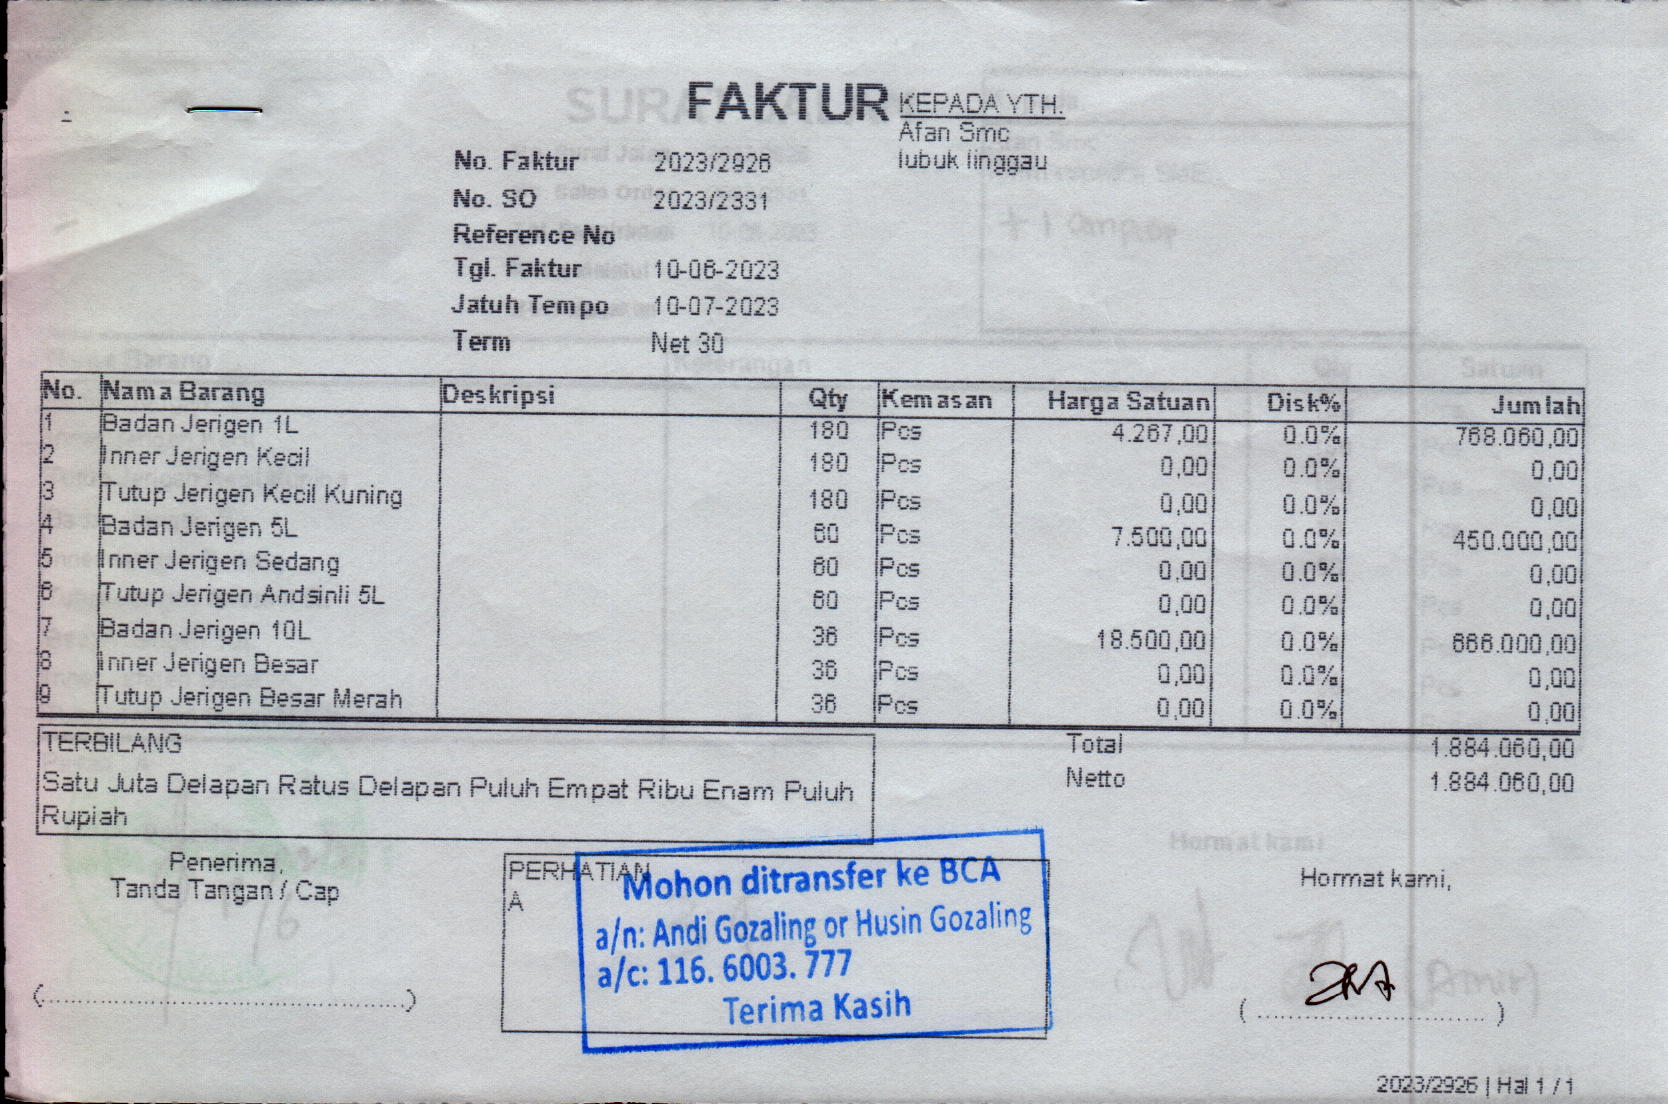 FAKTUR
KEPADA YTH.
Afan Smc
lubuk linggau
No. Faktur 2023/2926
No. SO 2023/2331
Reference No
Tgl. Faktur 10-06-2023
Jatuh Tempo 10-07-2023
Term Net 30
No. Nama Barang Deskripsi Qty Kemasan Harga Satuan Disk% Jumlah
1 Badan Jerigen 1L 180 Pcs 4.267,00 0.0% 768.060,00
2 Inner Jerigen Kecil 180 Pcs 0,00 0.0% 0,00
3 Tutup Jerigen Kecil Kuning 180 Pcs 0,00 0.0% 0,00
4 Badan Jerigen 5L 60 Pcs 7.500,00 0.0% 450.000,00
5 Inner Jerigen Sedang 60 Pcs 0,00 0.0% 0,00
6 Tutup Jerigen Andsinli 5L 60 Pcs 0,00 0.0% 0,00
7 Badan Jerigen 10L 36 Pcs 18.500,00 0.0% 666.000,00
8 Inner Jerigen Besar 36 Pcs 0,00 0.0% 0,00
9 Tutup Jerigen Besar Merah 36 Pcs 0,00 0.0% 0,00
TERBILANG
Satu Juta Delapan Ratus Delapan Puluh Empat Ribu Enam Puluh
Rupiah
Total 1.884.060,00
Netto 1.884.060,00
Penerima,
Tanda Tangan / Cap
(......................................)
PERHATIAN
A
Mohon ditransfer ke BCA
a/n: Andi Gozaling or Husin Gozaling
a/c: 116. 6003. 777
Terima Kasih
Hormat kami,
(...........................)
2023/2926 | Hal 1 / 1